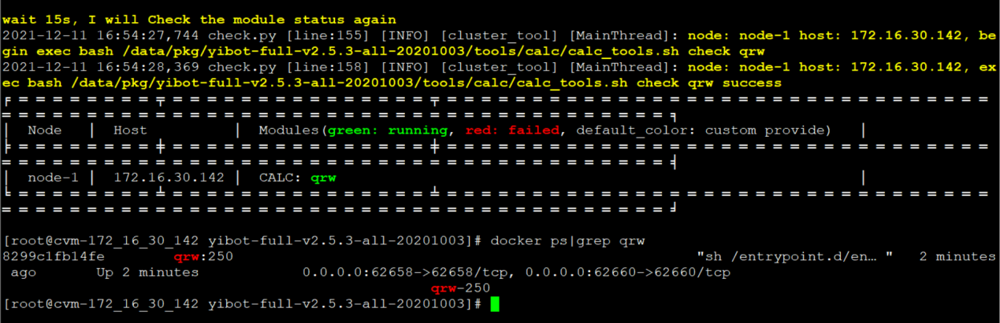 wait 15s, I will Check the module status again
2021-12-11 16:54:27,744 check.py [line:155] [INFO] [cluster_tool] [MainThread]: node: node-1 host: 172.16.30.142, be
gin exec bash /data/pkg/yibot-full-v2.5.3-all-20201003/tools/calc/calc_tools.sh check qrw
2021-12-11 16:54:28,369 check.py [line:158] [INFO] [cluster_tool] [MainThread]: node: node-1 host: 172.16.30.142, ex
ec bash /data/pkg/yibot-full-v2.5.3-all-20201003/tools/calc/calc_tools.sh check qrw success
│ Node │ Host │ Modules(green: running, red: failed, default_color: custom provide) │
│ node-1 │ 172.16.30.142 │ CALC: qrw │
[root@cvm-172_16_30_142 yibot-full-v2.5.3-all-20201003]# docker ps|grep qrw
8299c1fb14fe qrw:250 "sh /entrypoint.d/en… " 2 minutes
ago Up 2 minutes 0.0.0.0:62658->62658/tcp, 0.0.0.0:62660->62660/tcp
qrw-250
[root@cvm-172_16_30_142 yibot-full-v2.5.3-all-20201003]#